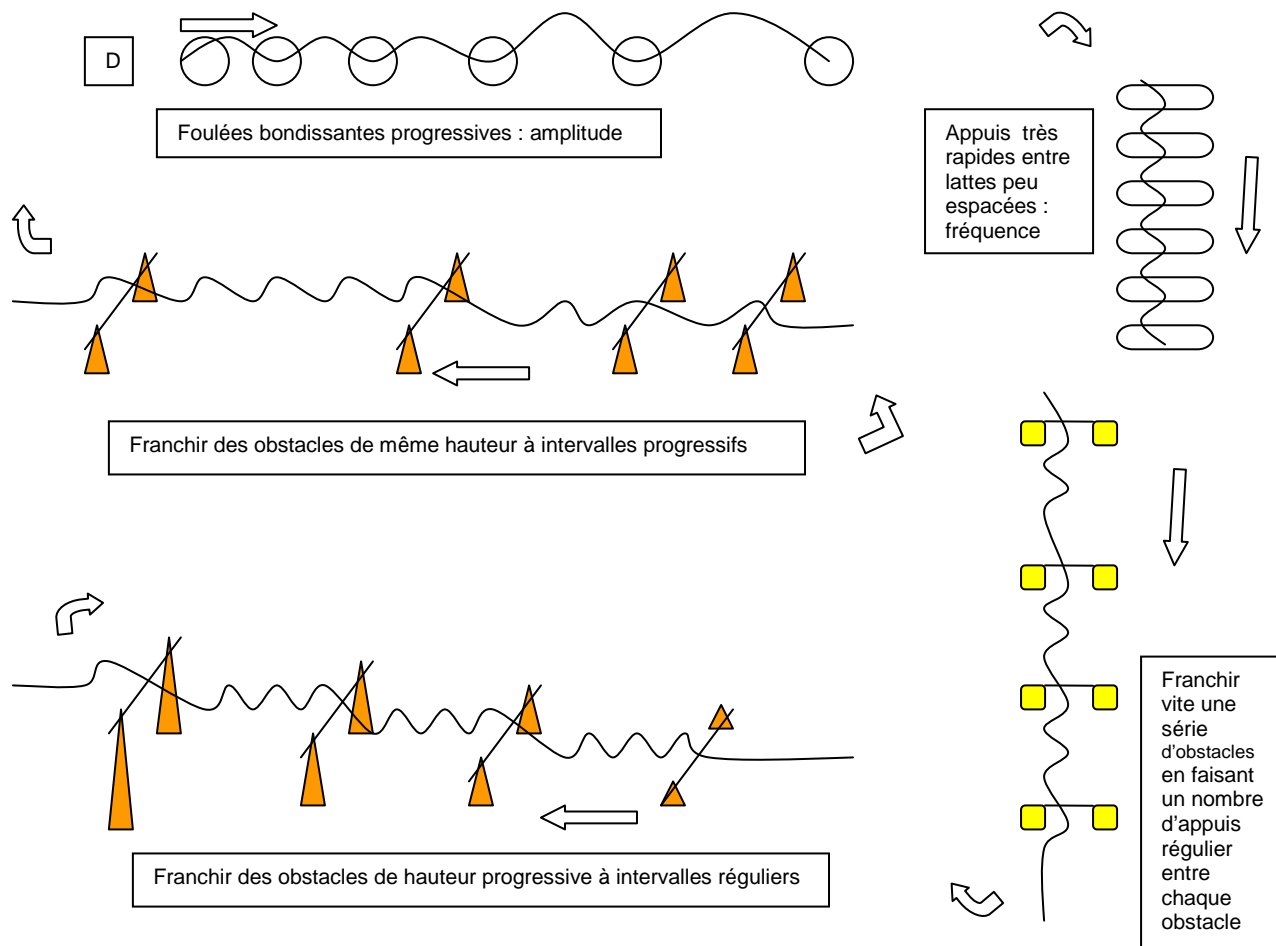 D
Foulées bondissantes progressives : amplitude
Appuis très
rapides entre
lattes peu
espacées :
fréquence
Franchir des obstacles de même hauteur à intervalles progressifs
Franchir
vite une
série
d'obstacles
en faisant
un nombre
d'appuis
régulier
entre
chaque
obstacle
Franchir des obstacles de hauteur progressive à intervalles réguliers